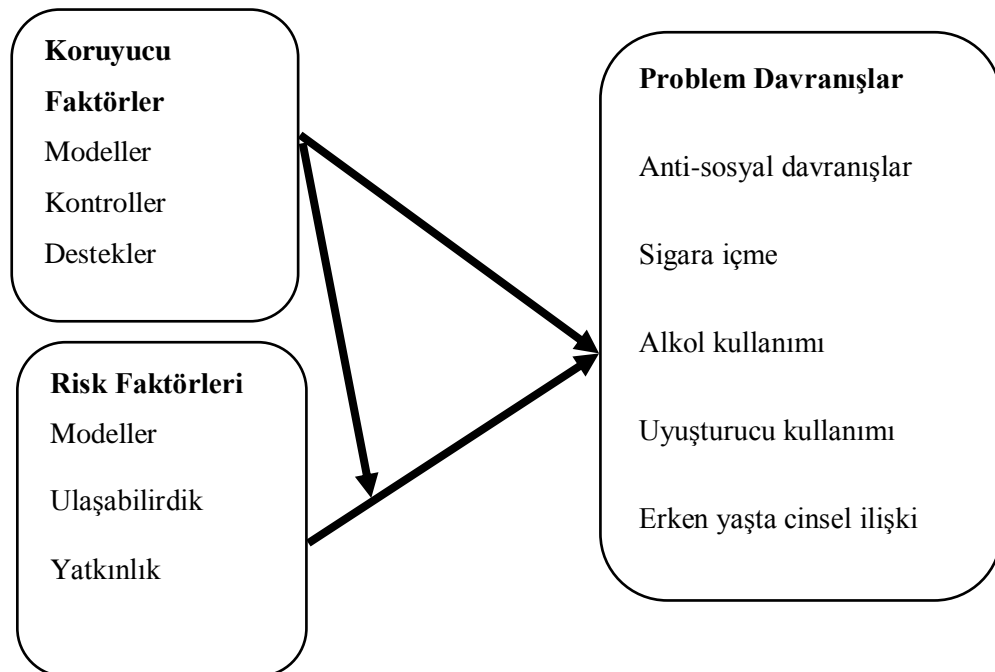 Koruyucu
Faktörler
Modeller
Kontroller
Destekler
Risk Faktörleri
Modeller
Ulaşabilirdik
Yatkınlık
Problem Davranışlar
Anti-sosyal davranışlar
Sigara içme
Alkol kullanımı
Uyuşturucu kullanımı
Erken yaşta cinsel ilişki